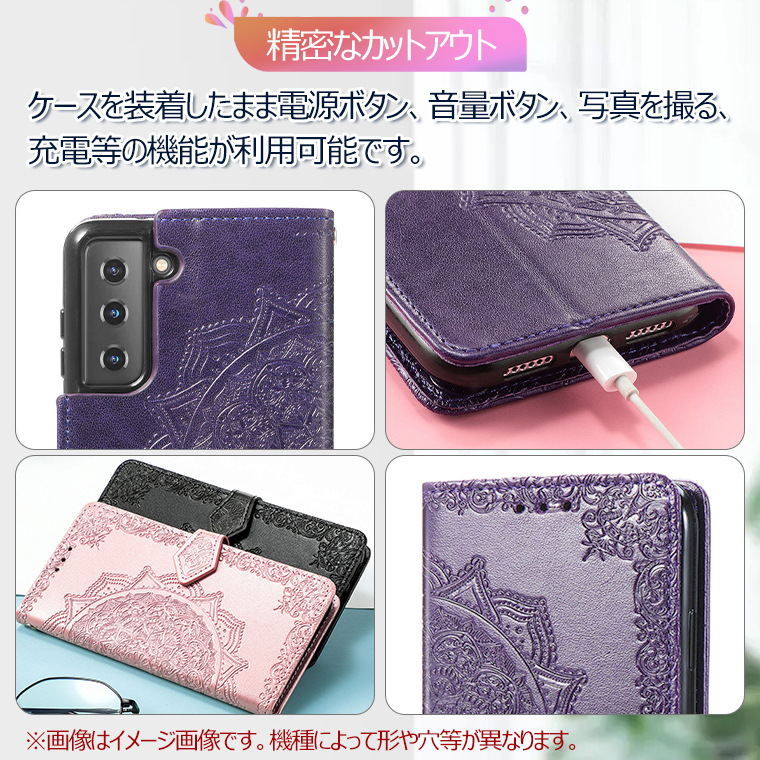 精密なカットアウト
ケースを装着したまま電源ボタン、音量ボタン、写真を撮る、
充電等の機能が利用可能です。
※画像はイメージ画像です。機種によって形や穴等が異なります。